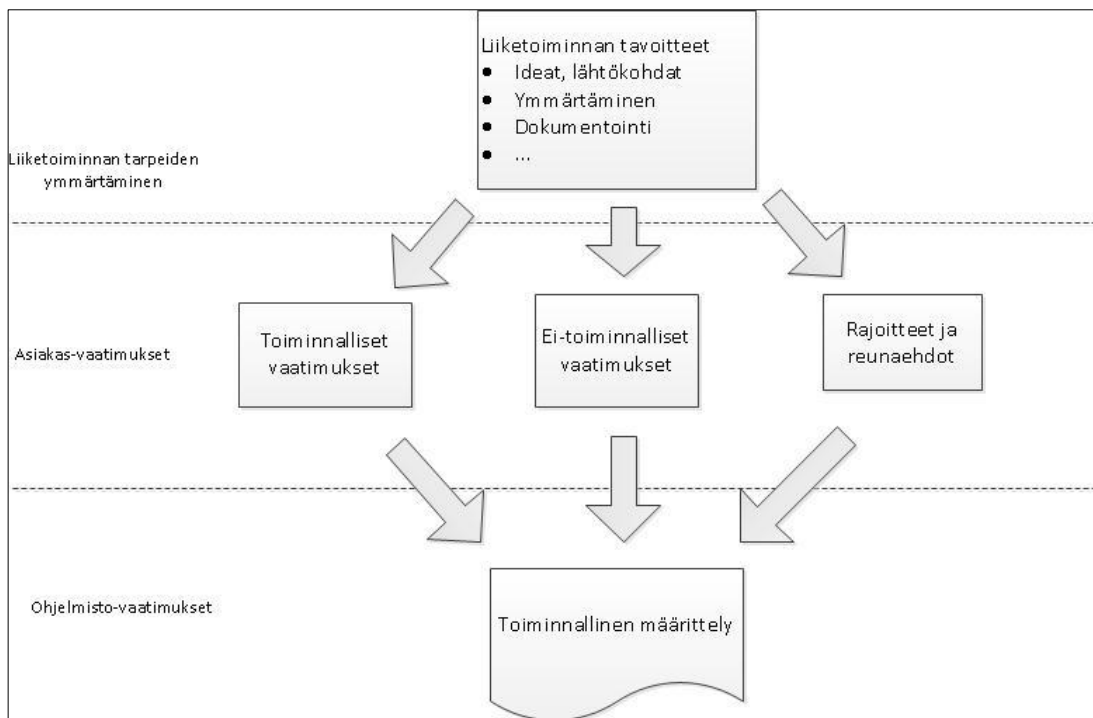 Liiketoiminnan tavoitteet
● Ideat, lähtökohdat
● Ymmärtäminen
● Dokumentointi
● ...
Liiketoiminnan tarpeiden
ymmärtäminen
Asiakas-vaatimukset
Toiminnalliset
vaatimukset
Ei-toiminnalliset
vaatimukset
Rajoitteet ja
reunaehdot
Ohjelmisto-vaatimukset
Toiminnallinen määrittely